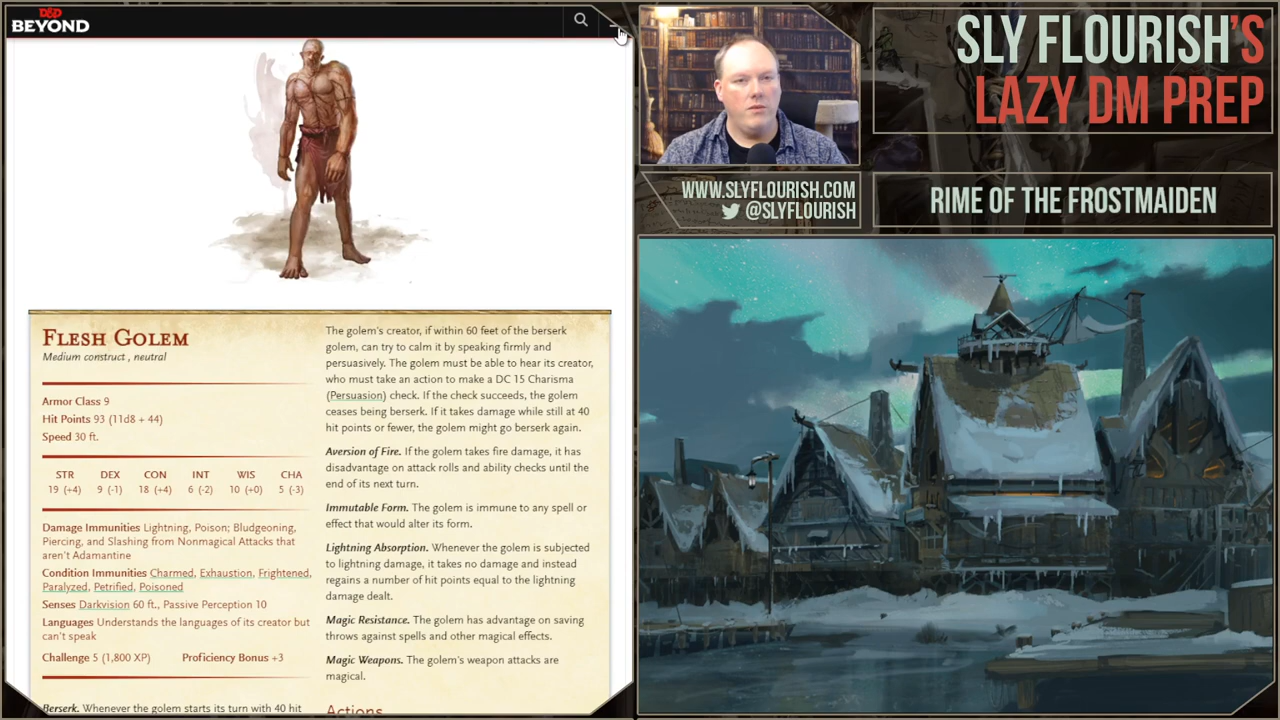 D&D
BEYOND
FLESH GOLEM
Medium construct , neutral
Armor Class 9
Hit Points 93 (11d8 + 44)
Speed 30 ft.
STR DEX CON INT WIS CHA
19 (+4) 9 (-1) 18 (+4) 6 (-2) 10 (+0) 5 (-3)
Damage Immunities Lightning, Poison; Bludgeoning,
Piercing, and Slashing from Nonmagical Attacks that
aren't Adamantine
Condition Immunities Charmed, Exhaustion, Frightened,
Paralyzed, Petrified, Poisoned
Senses Darkvision 60 ft., Passive Perception 10
Languages Understands the languages of its creator but
can't speak
Challenge 5 (1,800 XP) Proficiency Bonus +3
Berserk. Whenever the golem starts its turn with 40 hit
The golem's creator, if within 60 feet of the berserk
golem, can try to calm it by speaking firmly and
persuasively. The golem must be able to hear its creator,
who must take an action to make a DC 15 Charisma
(Persuasion) check. If the check succeeds, the golem
ceases being berserk. If it takes damage while still at 40
hit points or fewer, the golem might go berserk again.
Aversion of Fire. If the golem takes fire damage, it has
disadvantage on attack rolls and ability checks until the
end of its next turn.
Immutable Form. The golem is immune to any spell or
effect that would alter its form.
Lightning Absorption. Whenever the golem is subjected
to lightning damage, it takes no damage and instead
regains a number of hit points equal to the lightning
damage dealt.
Magic Resistance. The golem has advantage on saving
throws against spells and other magical effects.
Magic Weapons. The golem's weapon attacks are
magical.
Actions
SLY FLOURISH'S
LAZY DM PREP
WWW.SLYFLOURISH.COM
@SLYFLOURISH
RIME OF THE FROSTMAIDEN